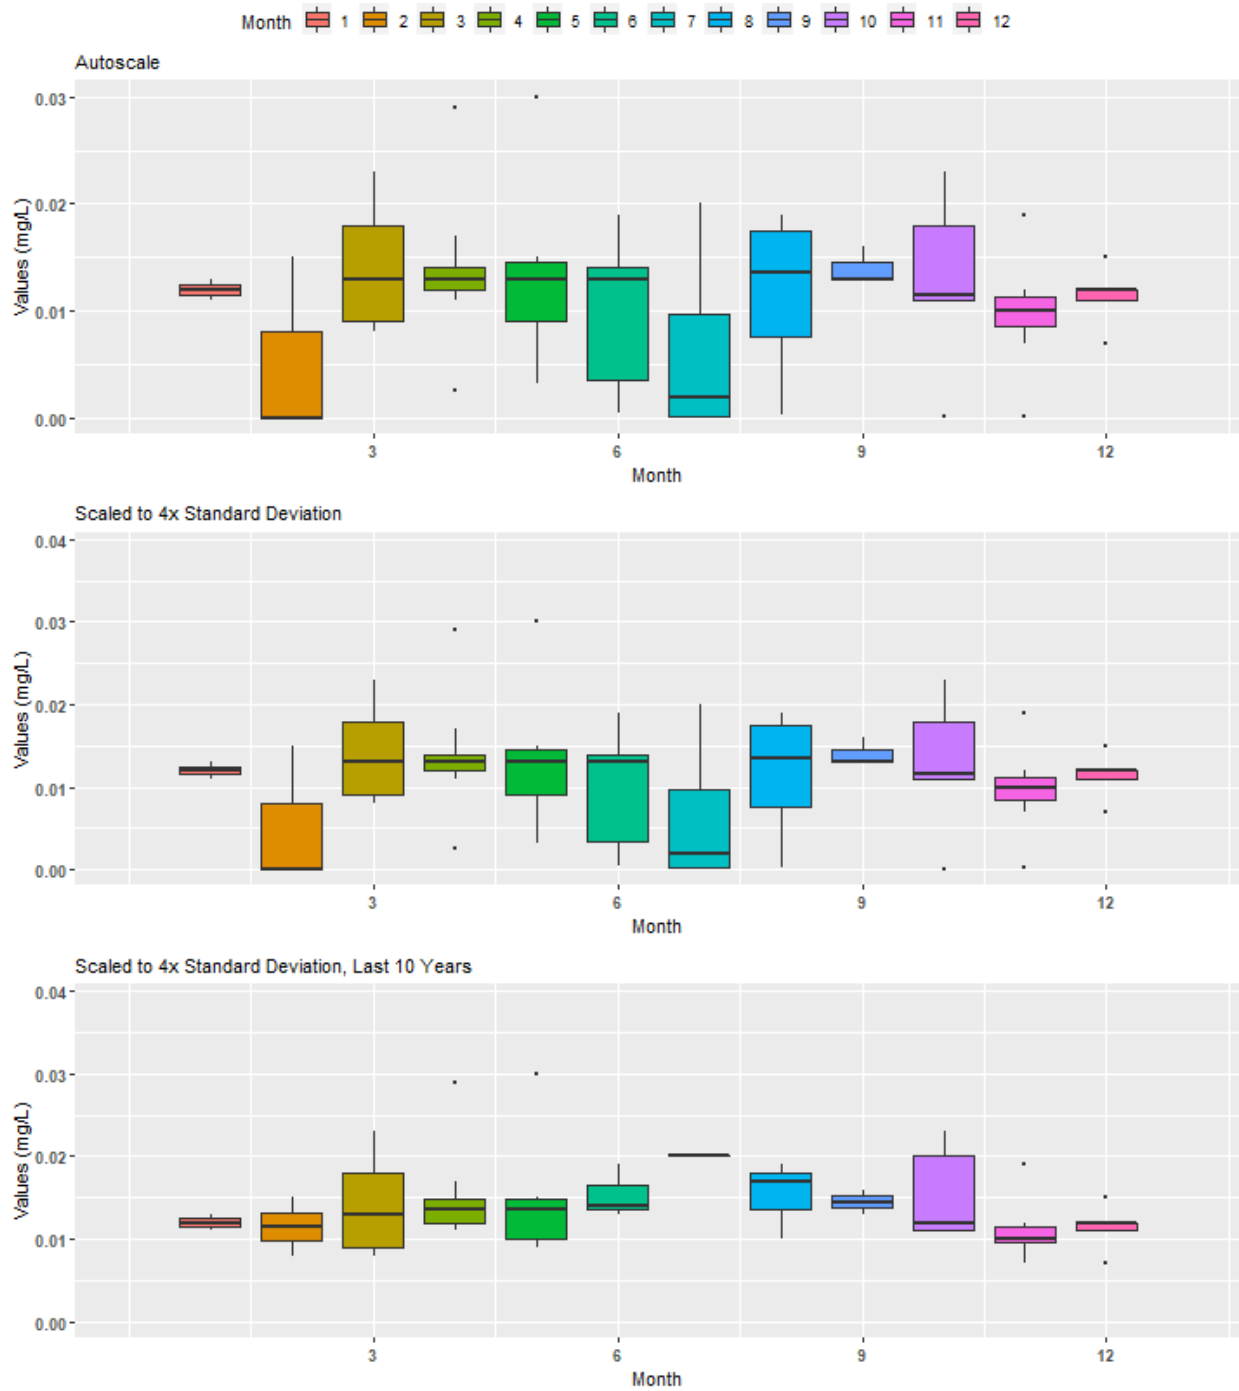 Month 1 2 3 4 5 6 7 8 9 10 11 12
Autoscale
Values (mg/L)
0.03
0.02
0.01
0.00
3 6 9 12
Month
Scaled to 4x Standard Deviation
Values (mg/L)
0.04
0.03
0.02
0.01
0.00
3 6 9 12
Month
Scaled to 4x Standard Deviation, Last 10 Years
Values (mg/L)
0.04
0.03
0.02
0.01
0.00
3 6 9 12
Month